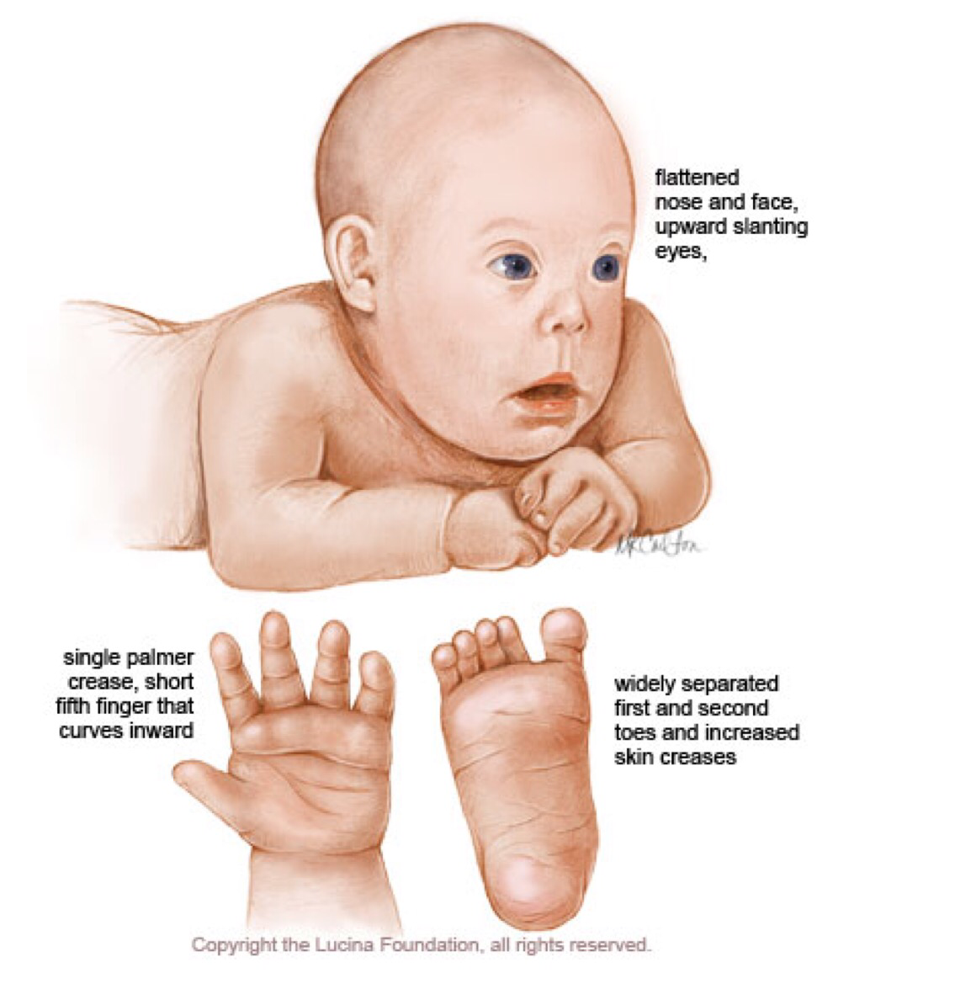 flattened
nose and face,
upward slanting
eyes,
single palmer
crease, short
fifth finger that
curves inward
widely separated
first and second
toes and increased
skin creases
Copyright the Lucina Foundation, all rights reserved.